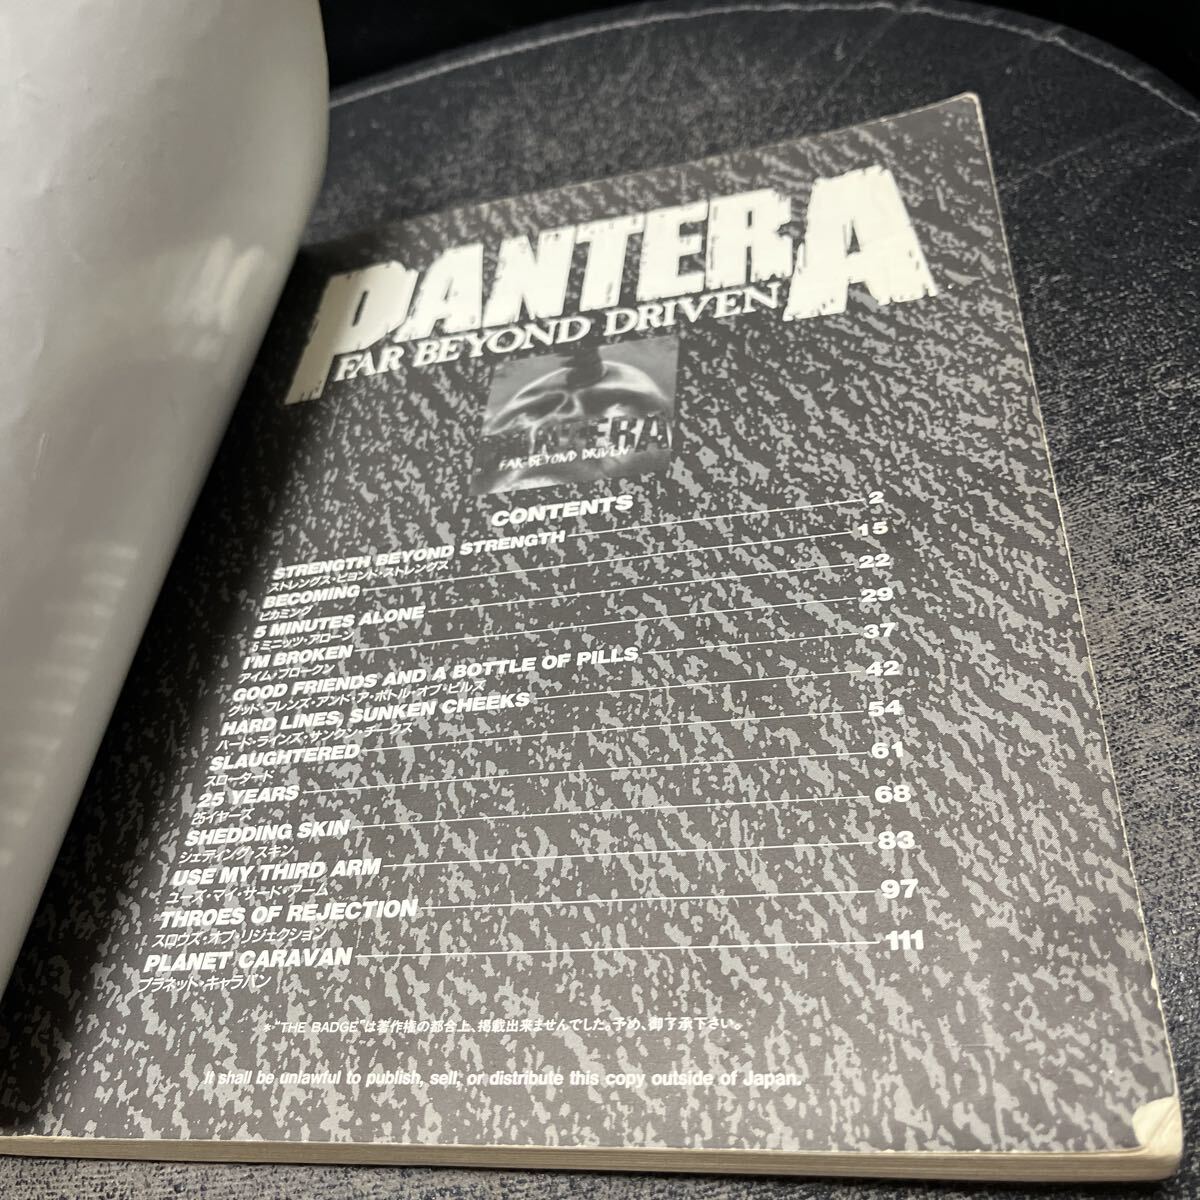 PANTERA
FAR BEYOND DRIVEN
PANTERA
FAR BEYOND DRIVEN
CONTENTS
STRENGTH BEYOND STRENGTH 2
ストレングス・ビヨンド・ストレングス
BECOMING 15
ビカミング
5 MINUTES ALONE 22
5ミニッツ・アローン
I'M BROKEN 29
アイム・ブロークン
GOOD FRIENDS AND A BOTTLE OF PILLS 37
グッド・フレンズ・アンド・ア・ボトル・オブ・ピルズ
HARD LINES, SUNKEN CHEEKS 42
ハード・ラインズ・サンクン・チークス
SLAUGHTERED 54
スロータード
25 YEARS 61
25イヤーズ
SHEDDING SKIN 68
シェディング・スキン
USE MY THIRD ARM 83
ユーズ・マイ・サード・アーム
THROES OF REJECTION 97
スロウズ・オブ・リジェクション
PLANET CARAVAN 111
プラネット・キャラバン
*"THE BADGE"は著作権の都合上、掲載出来ませんでした。予め、御了承下さい。
It shall be unlawful to publish, sell, or distribute this copy outside of Japan.